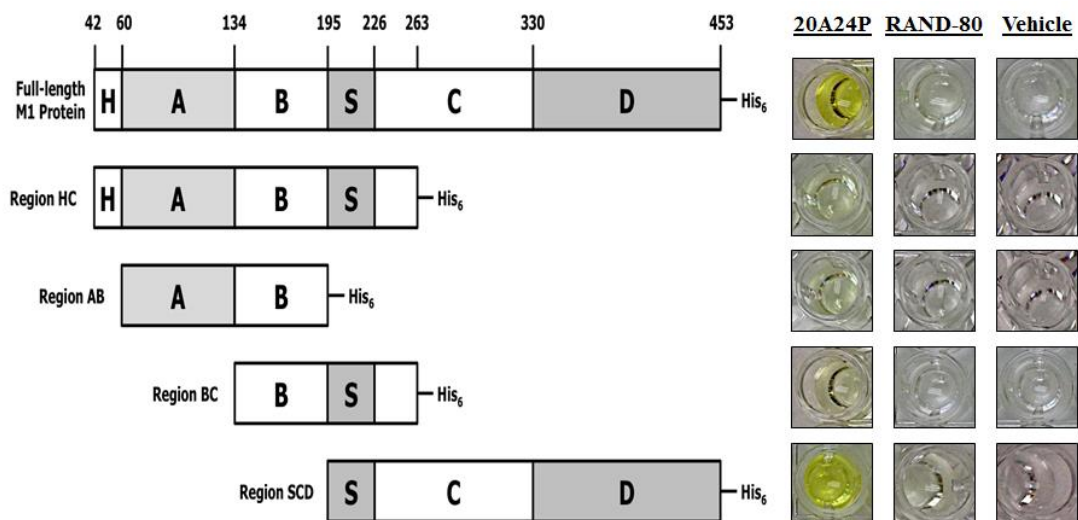 42 60 134 195 226 263 330 453
20A24P RAND-80 Vehicle
Full-length
M1 Protein
H A B S C D His6
Region HC
H A B S His6
Region AB
A B His6
Region BC
B S His6
Region SCD
S C D His6